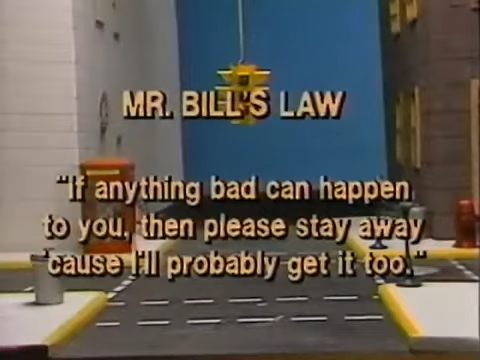 MR. BILL'S LAW
"If anything bad can happen
to you, then please stay away
'cause I'll probably get it too."